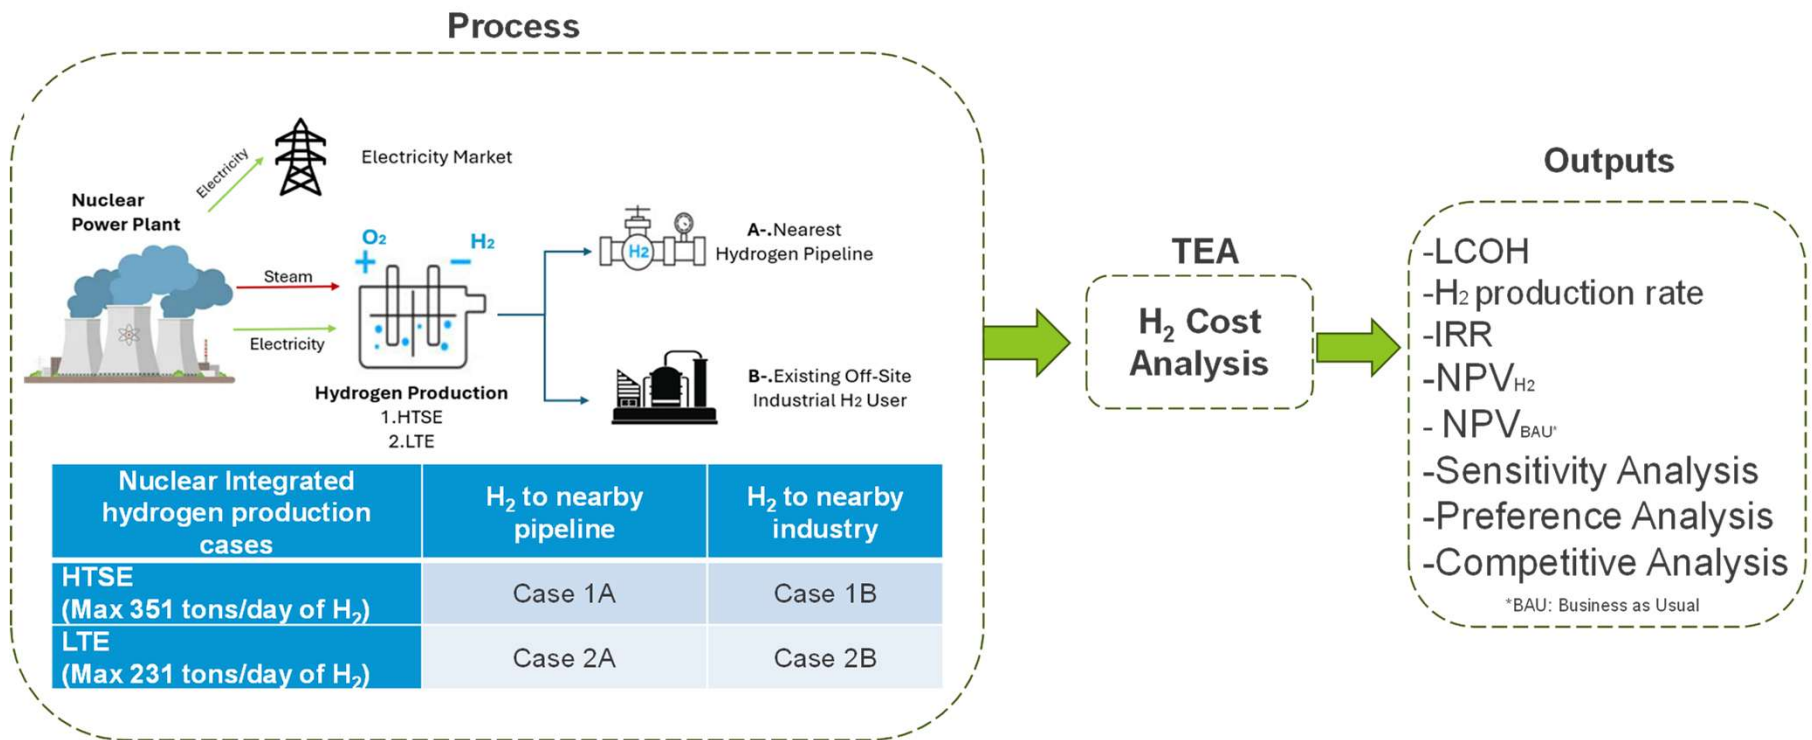 Process
Electricity
Electricity Market
Nuclear
Power Plant
O₂
+
–
H₂
Steam
Electricity
Hydrogen Production
1.HTSE
2.LTE
H2
A-.Nearest
Hydrogen Pipeline
B-.Existing Off-Site
Industrial H₂ User
Nuclear Integrated
hydrogen production
cases
H₂ to nearby
pipeline
H₂ to nearby
industry
HTSE
(Max 351 tons/day of H₂)
Case 1A
Case 1B
LTE
(Max 231 tons/day of H₂)
Case 2A
Case 2B
TEA
H₂ Cost
Analysis
Outputs
-LCOH
-H₂ production rate
-IRR
-NPVH2
- NPVBAU*
-Sensitivity Analysis
-Preference Analysis
-Competitive Analysis
*BAU: Business as Usual